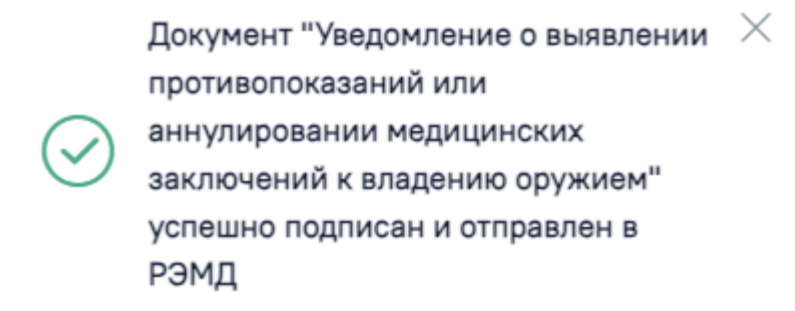 Документ "Уведомление о выявлении
противопоказаний или
аннулировании медицинских
заключений к владению оружием"
успешно подписан и отправлен в
РЭМД